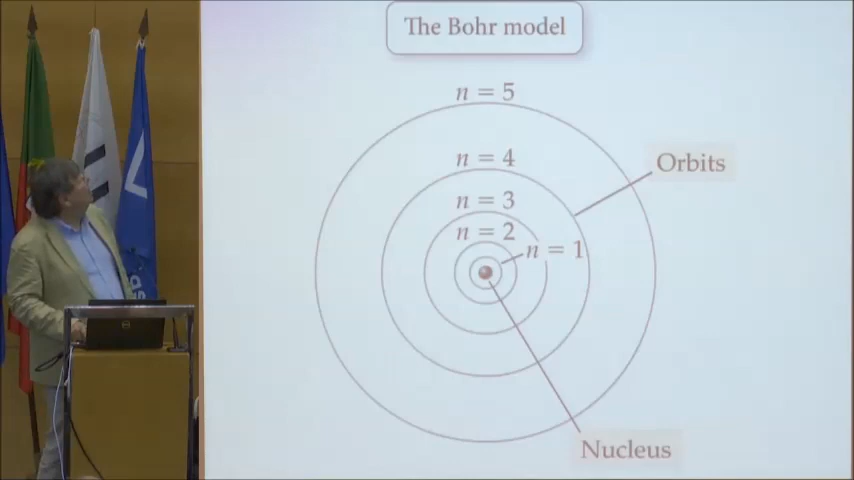 The Bohr model
n = 5
n = 4
Orbits
n = 3
n = 2
n = 1
Nucleus